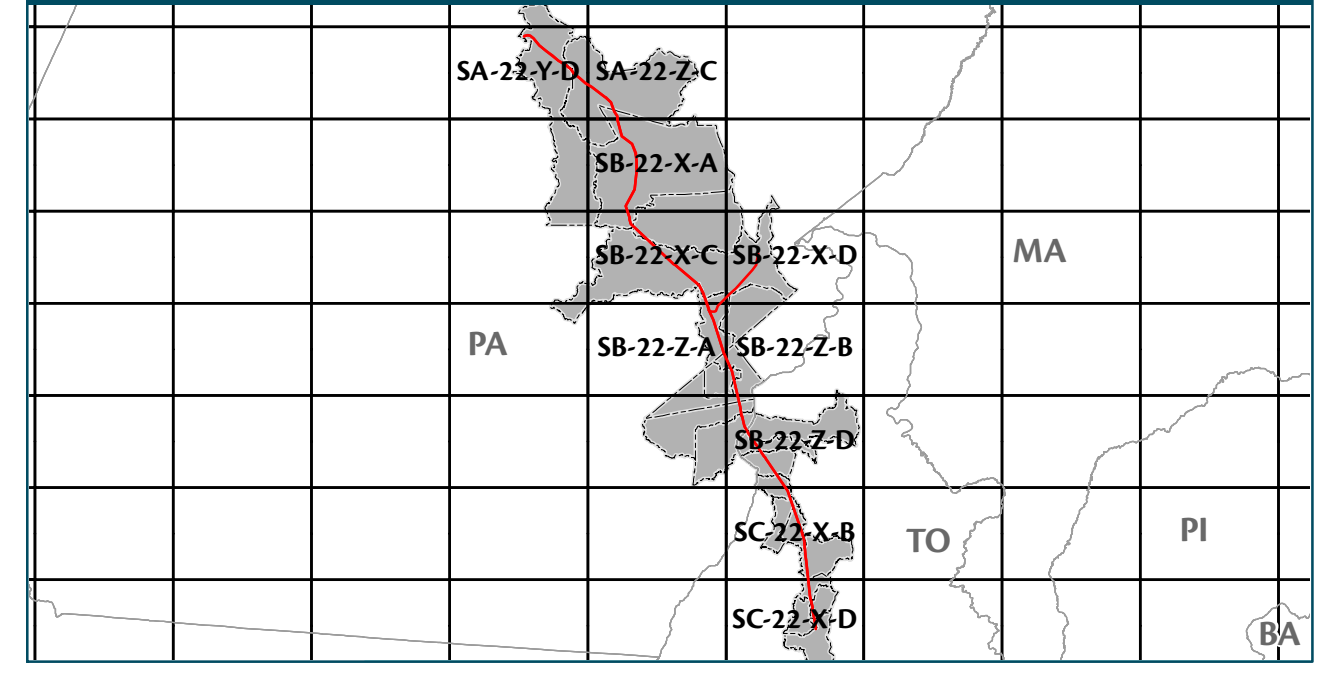 SA-22-Y-D SA-22-Z-C
SB-22-X-A
SB-22-X-C SB-22-X-D MA
PA SB-22-Z-A SB-22-Z-B
SB-22-Z-D
SC-22-X-B TO PI
SC-22-X-D BA